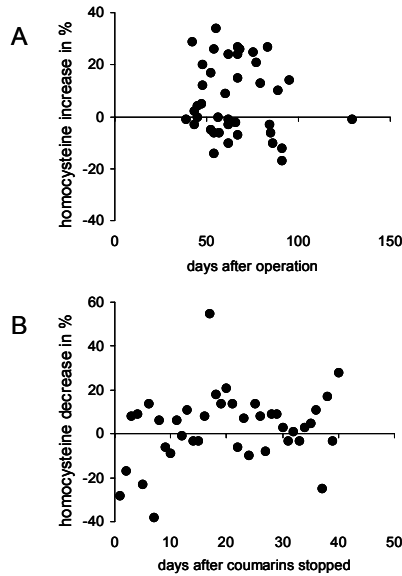 A
homocysteine increase in %
40
20
0
-20
-40
0 50 100 150
days after operation
B
homocysteine decrease in %
60
40
20
0
-20
-40
0 10 20 30 40 50
days after coumarins stopped